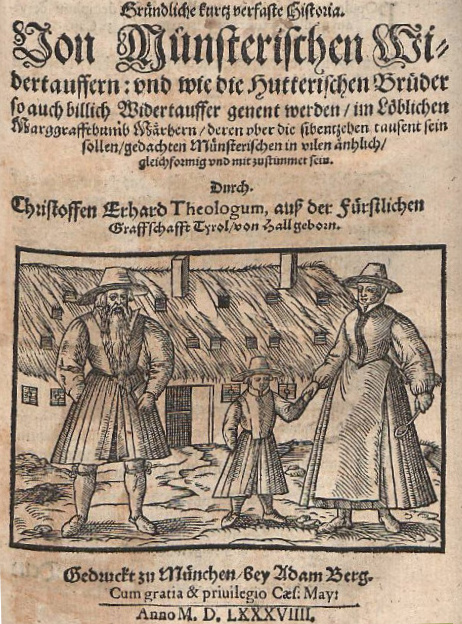 Gründliche kurtz verfaste Historia.
Von Münsterischen Wi-
dertauffern: vnd wie die Hutterischen Brüder
so auch billich Widertauffer genent werden / im Löblichen
Marggraffthumb Märhern / deren vber die sibentzehen tausent sein
sollen / gedachten Münsterischen in vilen änhlich /
gleichformig vnd mit zustimmet sein.
Durch.
Christoffen Erhard Theologum, auß der Fürstlichen
Graffschafft Tyrol / von Hall geborn.
Gedruckt zu München / bey Adam Berg.
Cum gratia & priuilegio Cæs: May:
Anno M. D. LXXXVIIII.